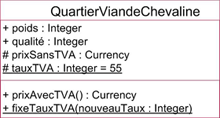 QuartierViandeChevaline
+ poids : Integer
+ qualité : Integer
# prixSansTVA : Currency
# tauxTVA : Integer = 55
+ prixAvecTVA() : Currency
+ fixeTauxTVA(nouveauTaux : Integer)